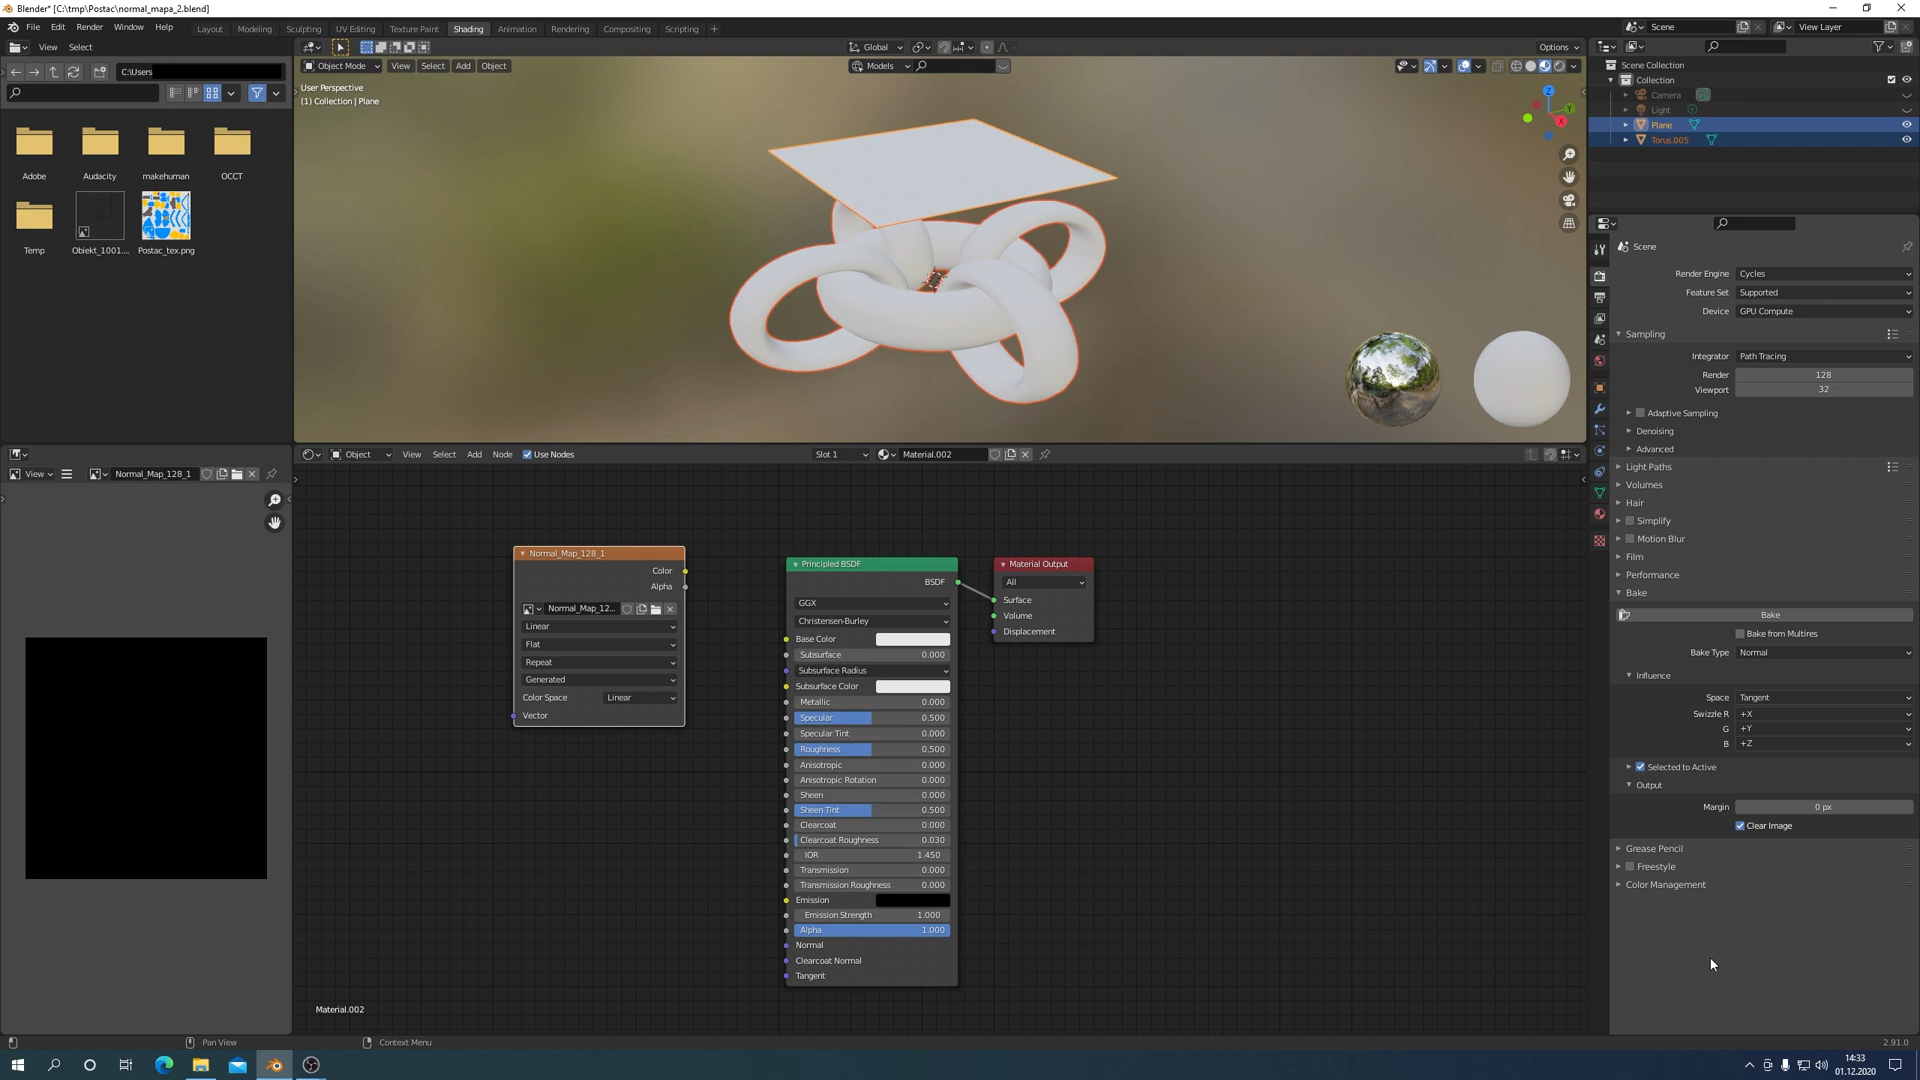 Blender* [C:\tmp\Postac\normal_mapa_2.blend]
File Edit Render Window Help
Layout Modeling Sculpting UV Editing Texture Paint Shading Animation Rendering Compositing Scripting +
Scene
View Layer
View Select
Global
Options
C:\Users
Object Mode View Select Add Object
Models
User Perspective
(1) Collection | Plane
Scene Collection
Collection
Camera
Light
Plane
Torus.005
Adobe Audacity makehuman OCCT
Temp Obiekt_1001.... Postac_tex.png
Z
Y
X
Scene
Render Engine Cycles
Feature Set Supported
Device GPU Compute
Sampling
Integrator Path Tracing
Render 128
Viewport 32
Adaptive Sampling
Denoising
Advanced
Light Paths
Volumes
Hair
Simplify
Motion Blur
Film
Performance
Bake
Bake
Bake from Multires
Bake Type Normal
Influence
Space Tangent
Swizzle R +X
G +Y
B +Z
Selected to Active
Output
Margin 0 px
Clear Image
Grease Pencil
Freestyle
Color Management
View Normal_Map_128_1
Object View Select Add Node Use Nodes Slot 1 Material.002
Normal_Map_128_1
Color
Alpha
Normal_Map_12...
Linear
Flat
Repeat
Generated
Color Space Linear
Vector
Principled BSDF
BSDF
GGX
Christensen-Burley
Base Color
Subsurface 0.000
Subsurface Radius
Subsurface Color
Metallic 0.000
Specular 0.500
Specular Tint 0.000
Roughness 0.500
Anisotropic 0.000
Anisotropic Rotation 0.000
Sheen 0.000
Sheen Tint 0.500
Clearcoat 0.000
Clearcoat Roughness 0.030
IOR 1.450
Transmission 0.000
Transmission Roughness 0.000
Emission
Emission Strength 1.000
Alpha 1.000
Normal
Clearcoat Normal
Tangent
Material Output
All
Surface
Volume
Displacement
Material.002
Pan View
Context Menu
2.91.0
14:33
01.12.2020